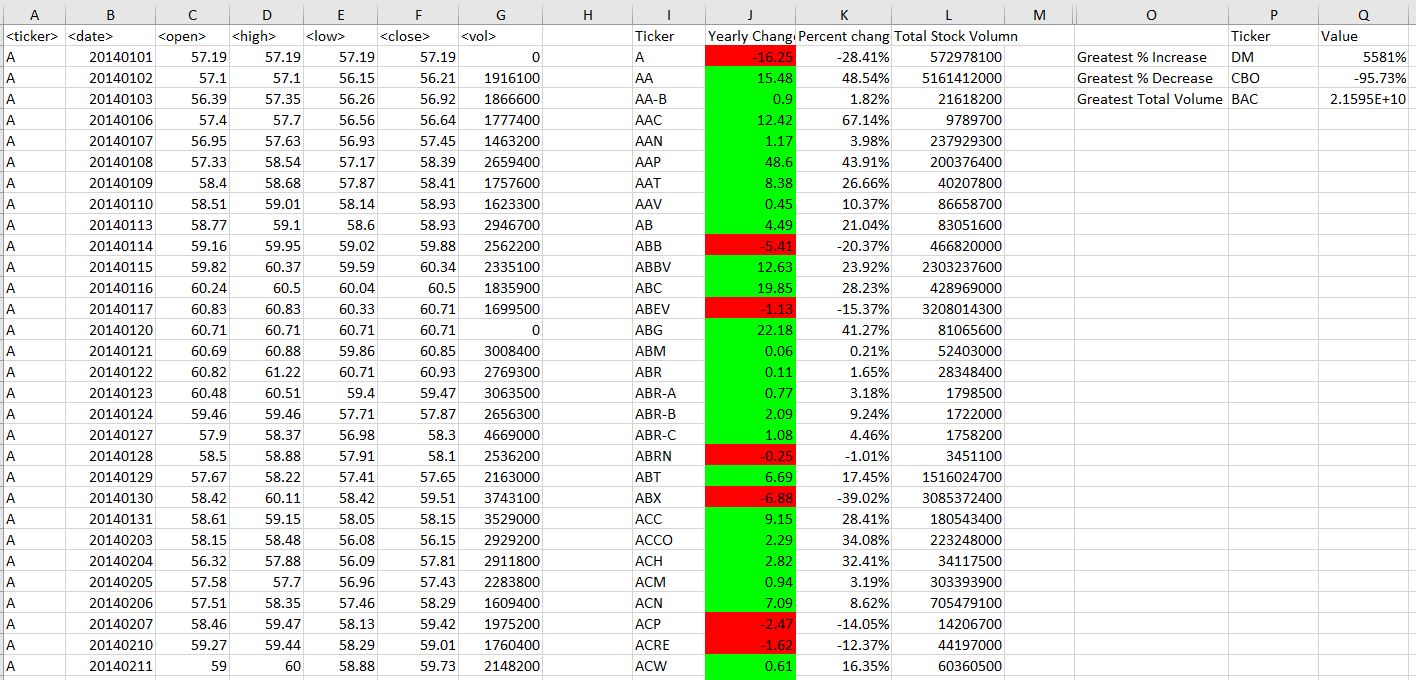 A B C D E F G H I J K L M O P Q
<ticker> <date> <open> <high> <low> <close> <vol> Ticker Yearly Chang Percent chang Total Stock Volumn Ticker Value
A 20140101 57.19 57.19 57.19 57.19 0 A -16.25 -28.41% 572978100 Greatest % Increase DM 5581%
A 20140102 57.1 57.1 56.15 56.21 1916100 AA 15.48 48.54% 5161412000 Greatest % Decrease CBO -95.73%
A 20140103 56.39 57.35 56.26 56.92 1866600 AA-B 0.9 1.82% 21618200 Greatest Total Volume BAC 2.1595E+10
A 20140106 57.4 57.7 56.56 56.64 1777400 AAC 12.42 67.14% 9789700
A 20140107 56.95 57.63 56.93 57.45 1463200 AAN 1.17 3.98% 237929300
A 20140108 57.33 58.54 57.17 58.39 2659400 AAP 48.6 43.91% 200376400
A 20140109 58.4 58.68 57.87 58.41 1757600 AAT 8.38 26.66% 40207800
A 20140110 58.51 59.01 58.14 58.93 1623300 AAV 0.45 10.37% 86658700
A 20140113 58.77 59.1 58.6 58.93 2946700 AB 4.49 21.04% 83051600
A 20140114 59.16 59.95 59.02 59.88 2562200 ABB -5.41 -20.37% 466820000
A 20140115 59.82 60.37 59.59 60.34 2335100 ABBV 12.63 23.92% 2303237600
A 20140116 60.24 60.5 60.04 60.5 1835900 ABC 19.85 28.23% 428969000
A 20140117 60.83 60.83 60.33 60.71 1699500 ABEV -1.13 -15.37% 3208014300
A 20140120 60.71 60.71 60.71 60.71 0 ABG 22.18 41.27% 81065600
A 20140121 60.69 60.88 59.86 60.85 3008400 ABM 0.06 0.21% 52403000
A 20140122 60.82 61.22 60.71 60.93 2769300 ABR 0.11 1.65% 28348400
A 20140123 60.48 60.51 59.4 59.47 3063500 ABR-A 0.77 3.18% 1798500
A 20140124 59.46 59.46 57.71 57.87 2656300 ABR-B 2.09 9.24% 1722000
A 20140127 57.9 58.37 56.98 58.3 4669000 ABR-C 1.08 4.46% 1758200
A 20140128 58.5 58.88 57.91 58.1 2536200 ABRN -0.25 -1.01% 3451100
A 20140129 57.67 58.22 57.41 57.65 2163000 ABT 6.69 17.45% 1516024700
A 20140130 58.42 60.11 58.42 59.51 3743100 ABX -6.88 -39.02% 3085372400
A 20140131 58.61 59.15 58.05 58.15 3529000 ACC 9.15 28.41% 180543400
A 20140203 58.15 58.48 56.08 56.15 2929200 ACCO 2.29 34.08% 223248000
A 20140204 56.32 57.88 56.09 57.81 2911800 ACH 2.82 32.41% 34117500
A 20140205 57.58 57.7 56.96 57.43 2283800 ACM 0.94 3.19% 303393900
A 20140206 57.51 58.35 57.46 58.29 1609400 ACN 7.09 8.62% 705479100
A 20140207 58.46 59.47 58.13 59.42 1975200 ACP -2.47 -14.05% 14206700
A 20140210 59.27 59.44 58.29 59.01 1760400 ACRE -1.62 -12.37% 44197000
A 20140211 59 60 58.88 59.73 2148200 ACW 0.61 16.35% 60360500